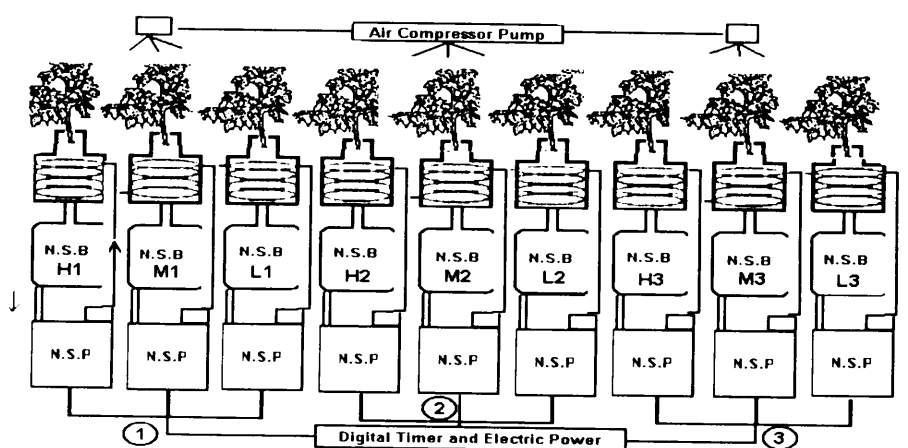 Air Compressor Pump
N.S.B N.S.B N.S.B N.S.B N.S.B N.S.B N.S.B N.S.B N.S.B
H1 M1 L1 H2 M2 L2 H3 M3 L3
N.S.P N.S.P N.S.P N.S.P N.S.P N.S.P N.S.P N.S.P N.S.P
1 2 3
Digital Timer and Electric Power